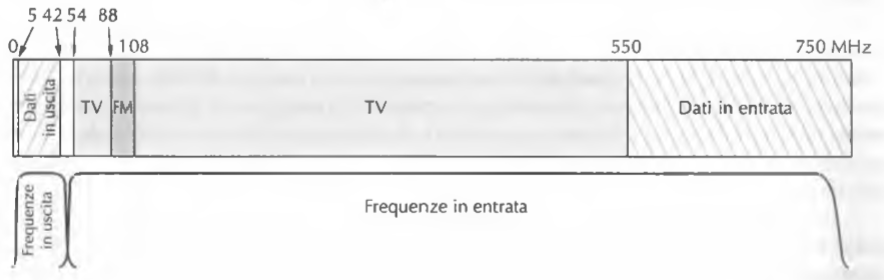 5 42 54 88
0 108 550 750 MHz
Dati
in uscita
TV FM TV Dati in entrata
Frequenze
in uscita
Frequenze in entrata